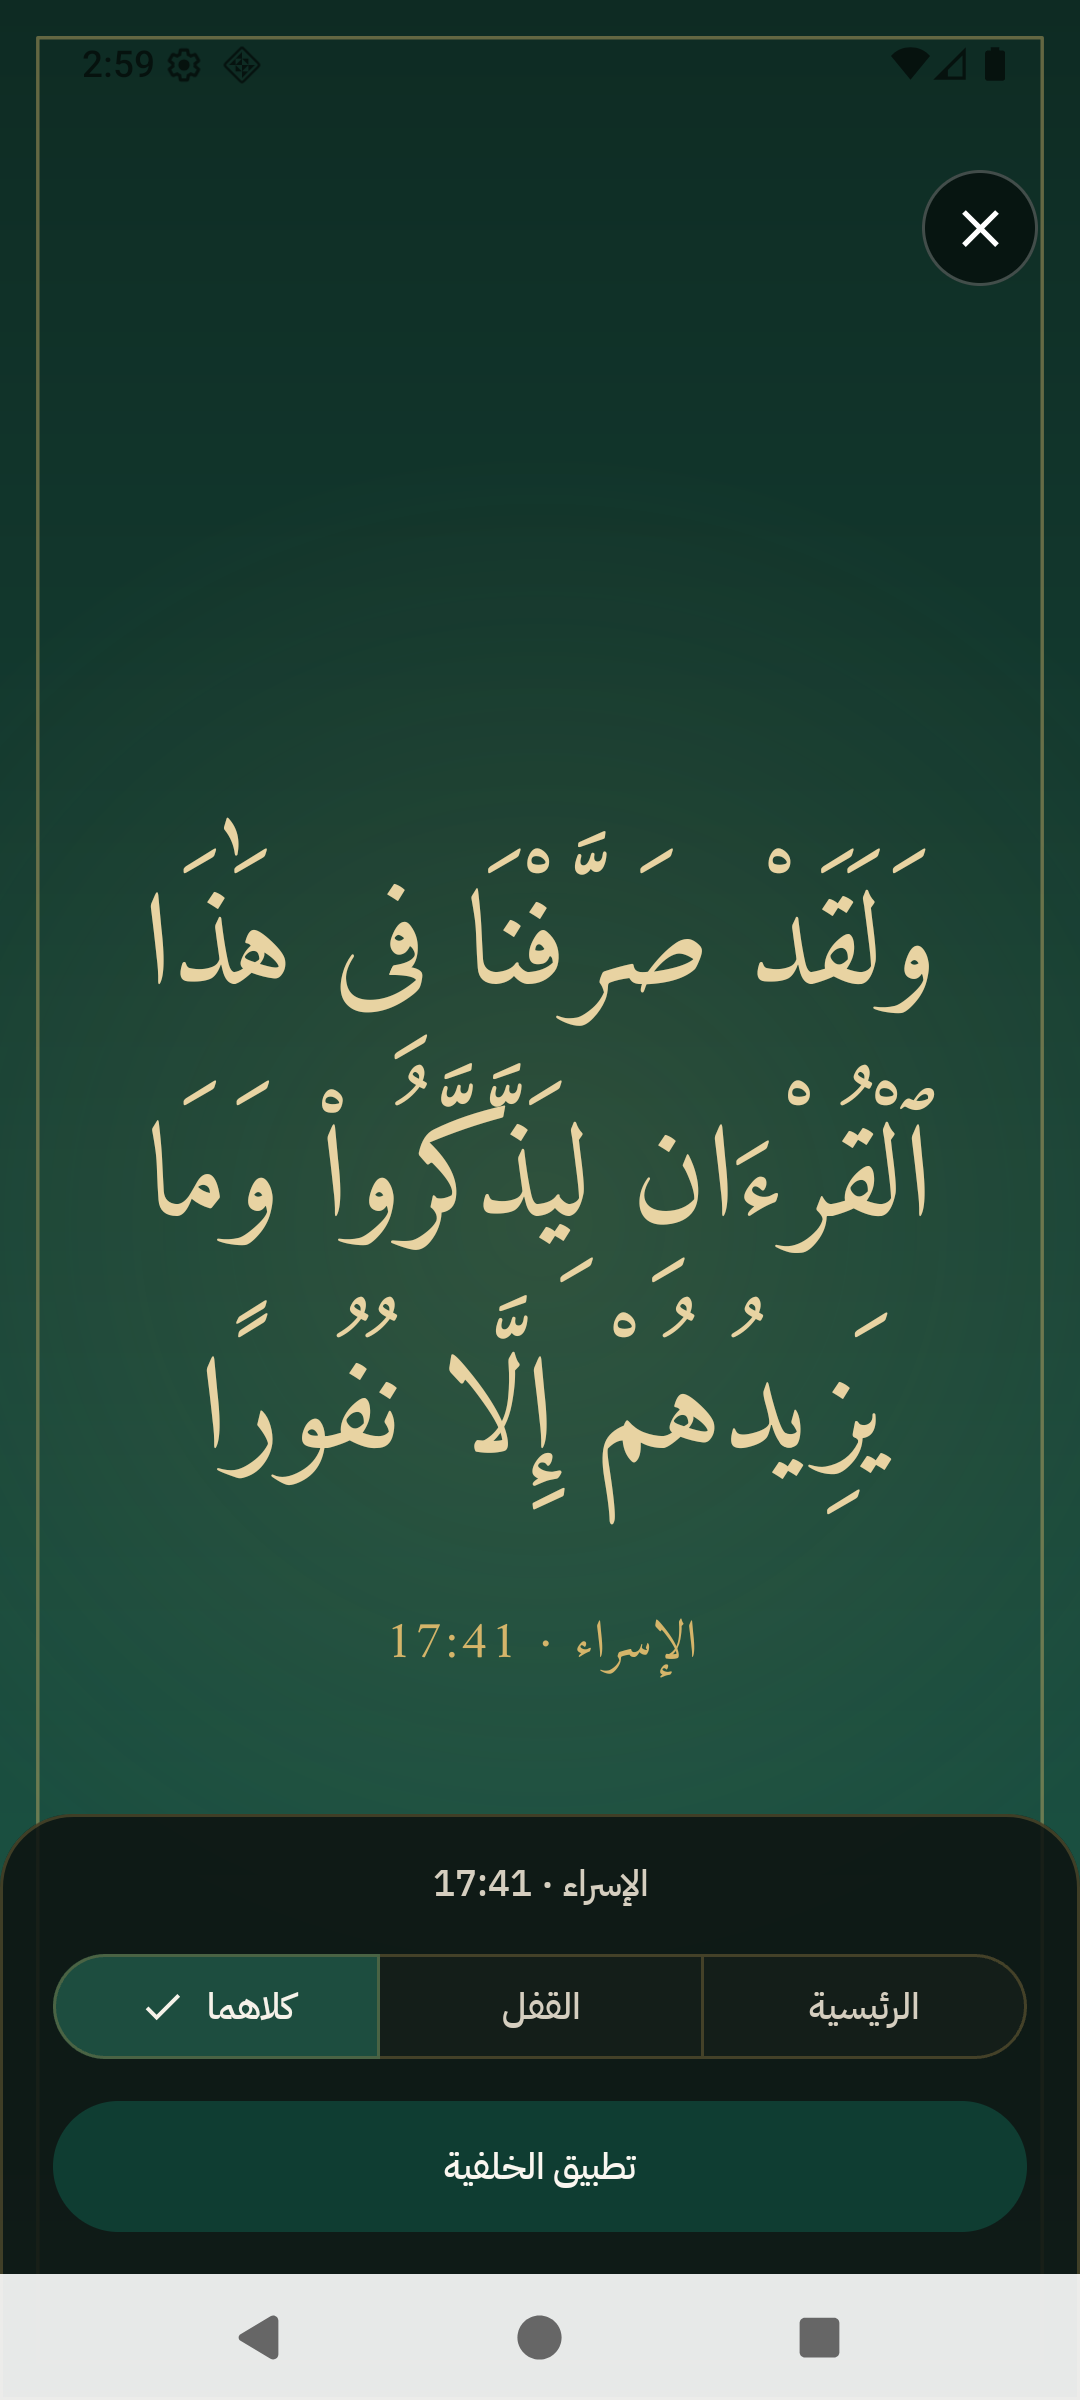 2:59
وَلَقَدْ صَرَّفْنَا فِى هَٰذَا
ٱلْقُرْءَانِ لِيَذَّكَّرُوا۟ وَمَا
يَزِيدُهُمْ إِلَّا نُفُورًا
الإسراء · 17:41
الإسراء · 17:41
الرئيسية
القفل
كلاهما
تطبيق الخلفية